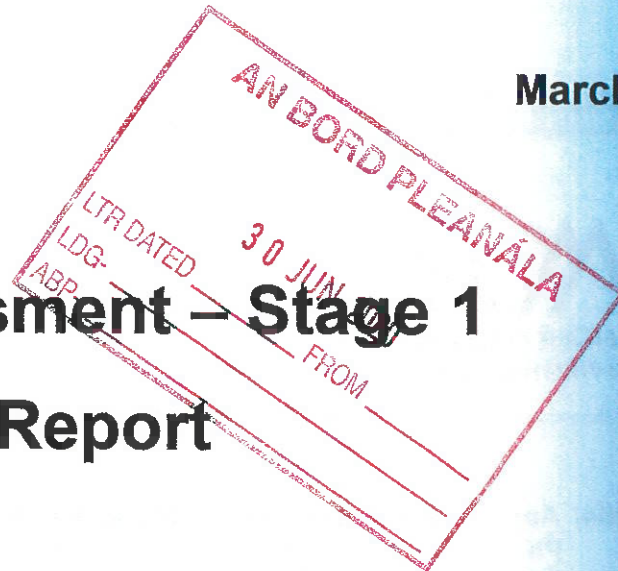 March
AN BORD PLEANÁLA
LTR DATED FROM
30 JUN
LDG-
ABP-
sment – Stage 1
Report